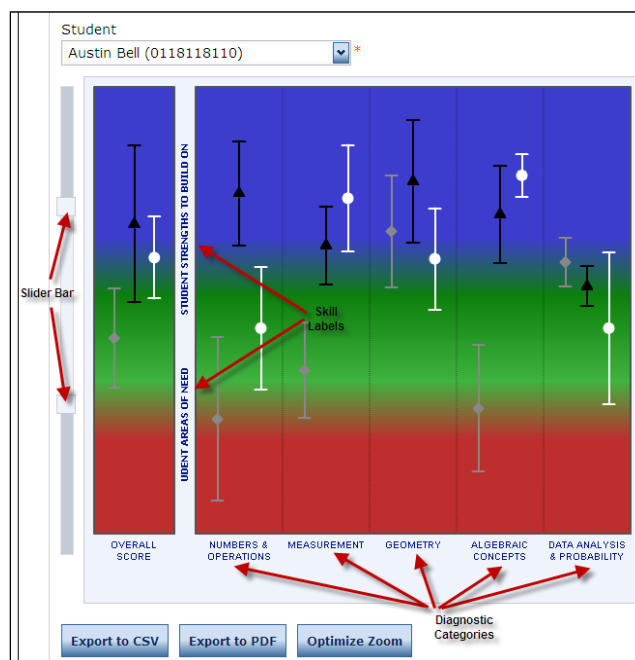 Student
Austin Bell (0118118110)
*
STUDENT STRENGTHS TO BUILD ON
Slider Bar
Skill
Labels
UDENT AREAS OF NEED
OVERALL
SCORE
NUMBERS &
OPERATIONS
MEASUREMENT
GEOMETRY
ALGEBRAIC
CONCEPTS
DATA ANALYSIS
& PROBABILITY
Diagnostic
Categories
Export to CSV
Export to PDF
Optimize Zoom